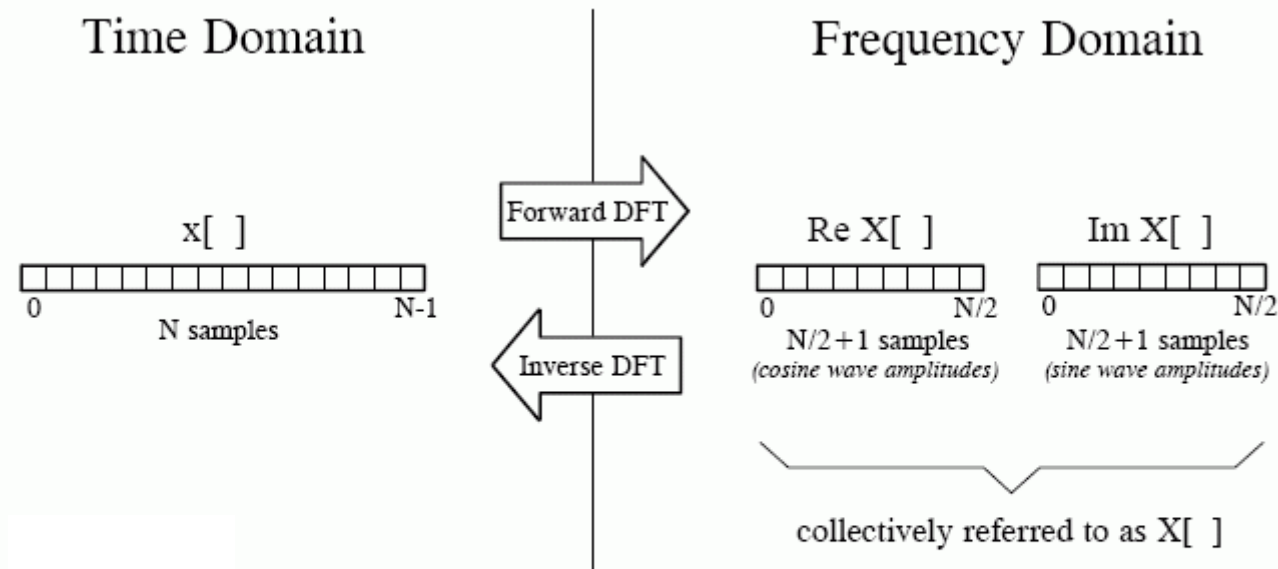 Time Domain
Frequency Domain
Forward DFT
x[ ]
Re X[ ]
Im X[ ]
0
N-1
N samples
0
N/2
0
N/2
N/2+1 samples
(cosine wave amplitudes)
N/2+1 samples
(sine wave amplitudes)
Inverse DFT
collectively referred to as X[ ]